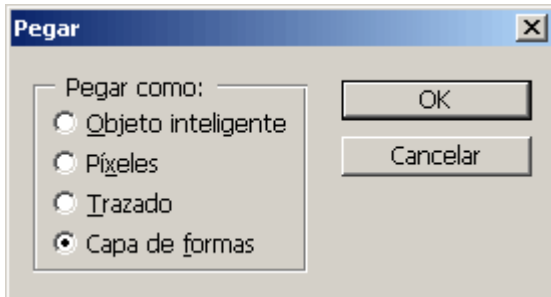 Pegar
Pegar como:
Objeto inteligente
Píxeles
Trazado
Capa de formas
OK
Cancelar